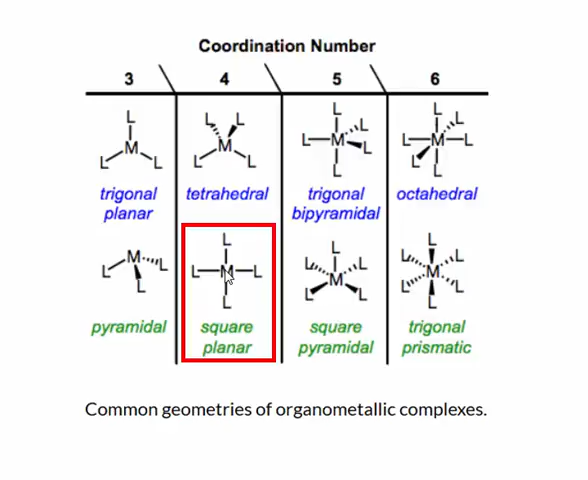 Coordination Number
3 4 5 6
L L L L L L
M M L M L L M L
L L L L L L L L
trigonal planar tetrahedral trigonal bipyramidal octahedral
L L L L
M L L M L L L L L
L L M L M L
L L L L L L
pyramidal square planar square pyramidal trigonal prismatic
Common geometries of organometallic complexes.